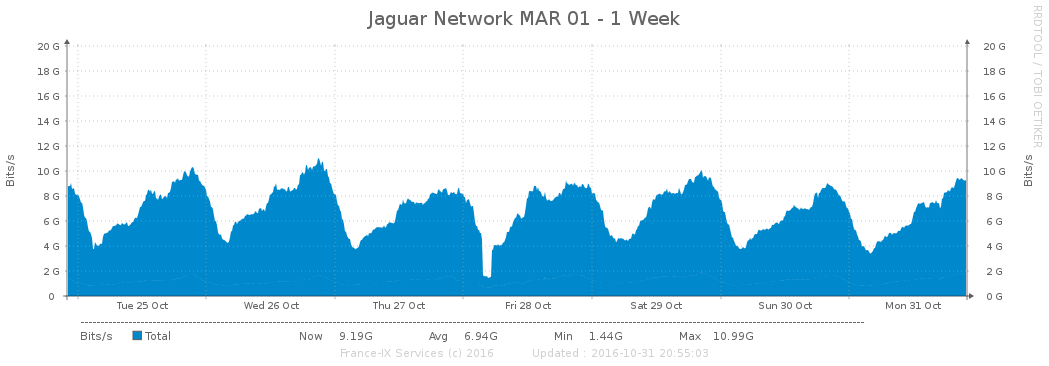 Jaguar Network MAR 01 - 1 Week
RRDTOOL / TOBI OETIKER
Bits/s
Bits/s
20 G 20 G
18 G 18 G
16 G 16 G
14 G 14 G
12 G 12 G
10 G 10 G
8 G 8 G
6 G 6 G
4 G 4 G
2 G 2 G
0 0 G
Tue 25 Oct Wed 26 Oct Thu 27 Oct Fri 28 Oct Sat 29 Oct Sun 30 Oct Mon 31 Oct
Bits/s Total Now 9.19G Avg 6.94G Min 1.44G Max 10.99G
France-IX Services (c) 2016 Updated : 2016-10-31 20:55:03